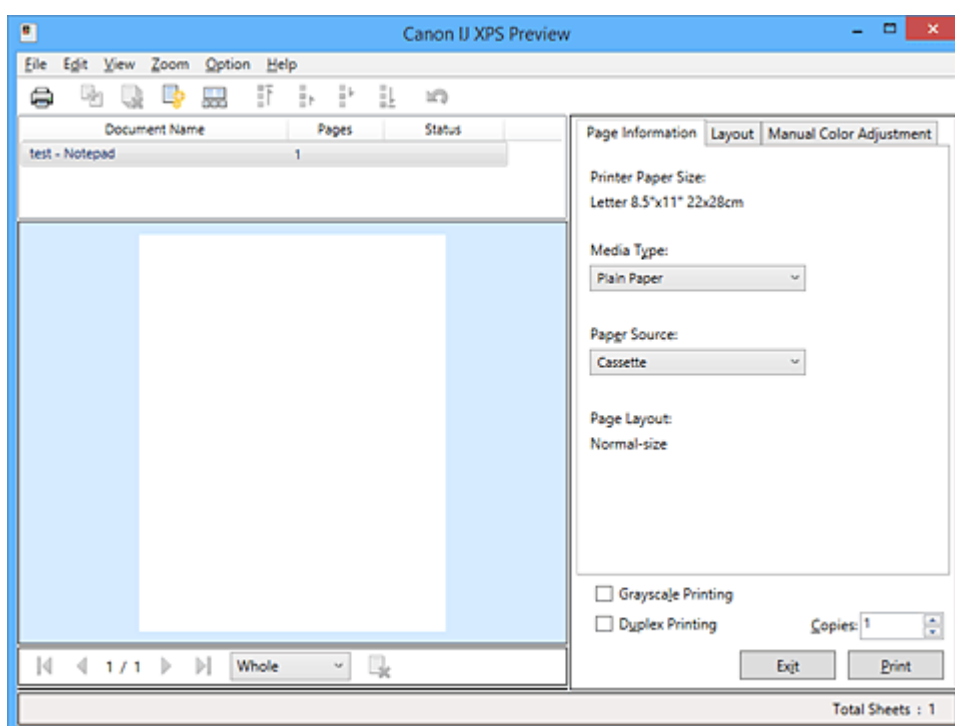 Canon IJ XPS Preview
File Edit View Zoom Option Help
Document Name Pages Status
test - Notepad 1
Page Information Layout Manual Color Adjustment
Printer Paper Size:
Letter 8.5"x11" 22x28cm
Media Type:
Plain Paper
Paper Source:
Cassette
Page Layout:
Normal-size
Grayscale Printing
Duplex Printing Copies: 1
1 / 1 Whole Exit Print
Total Sheets : 1